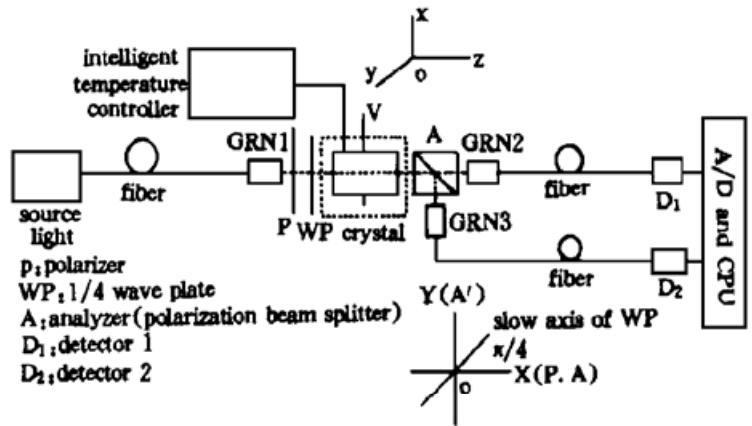 x
y
o
z
intelligent
temperature
controller
V
GRN1
A
GRN2
fiber
fiber
D₁
A/D and CPU
source
light
P
WP
crystal
GRN3
fiber
D₂
p:polarizer
WP:1/4 wave plate
A:analyzer(polarization beam splitter)
D₁:detector 1
D₂:detector 2
Y(A')
slow axis of WP
π/4
X(P.A)
o